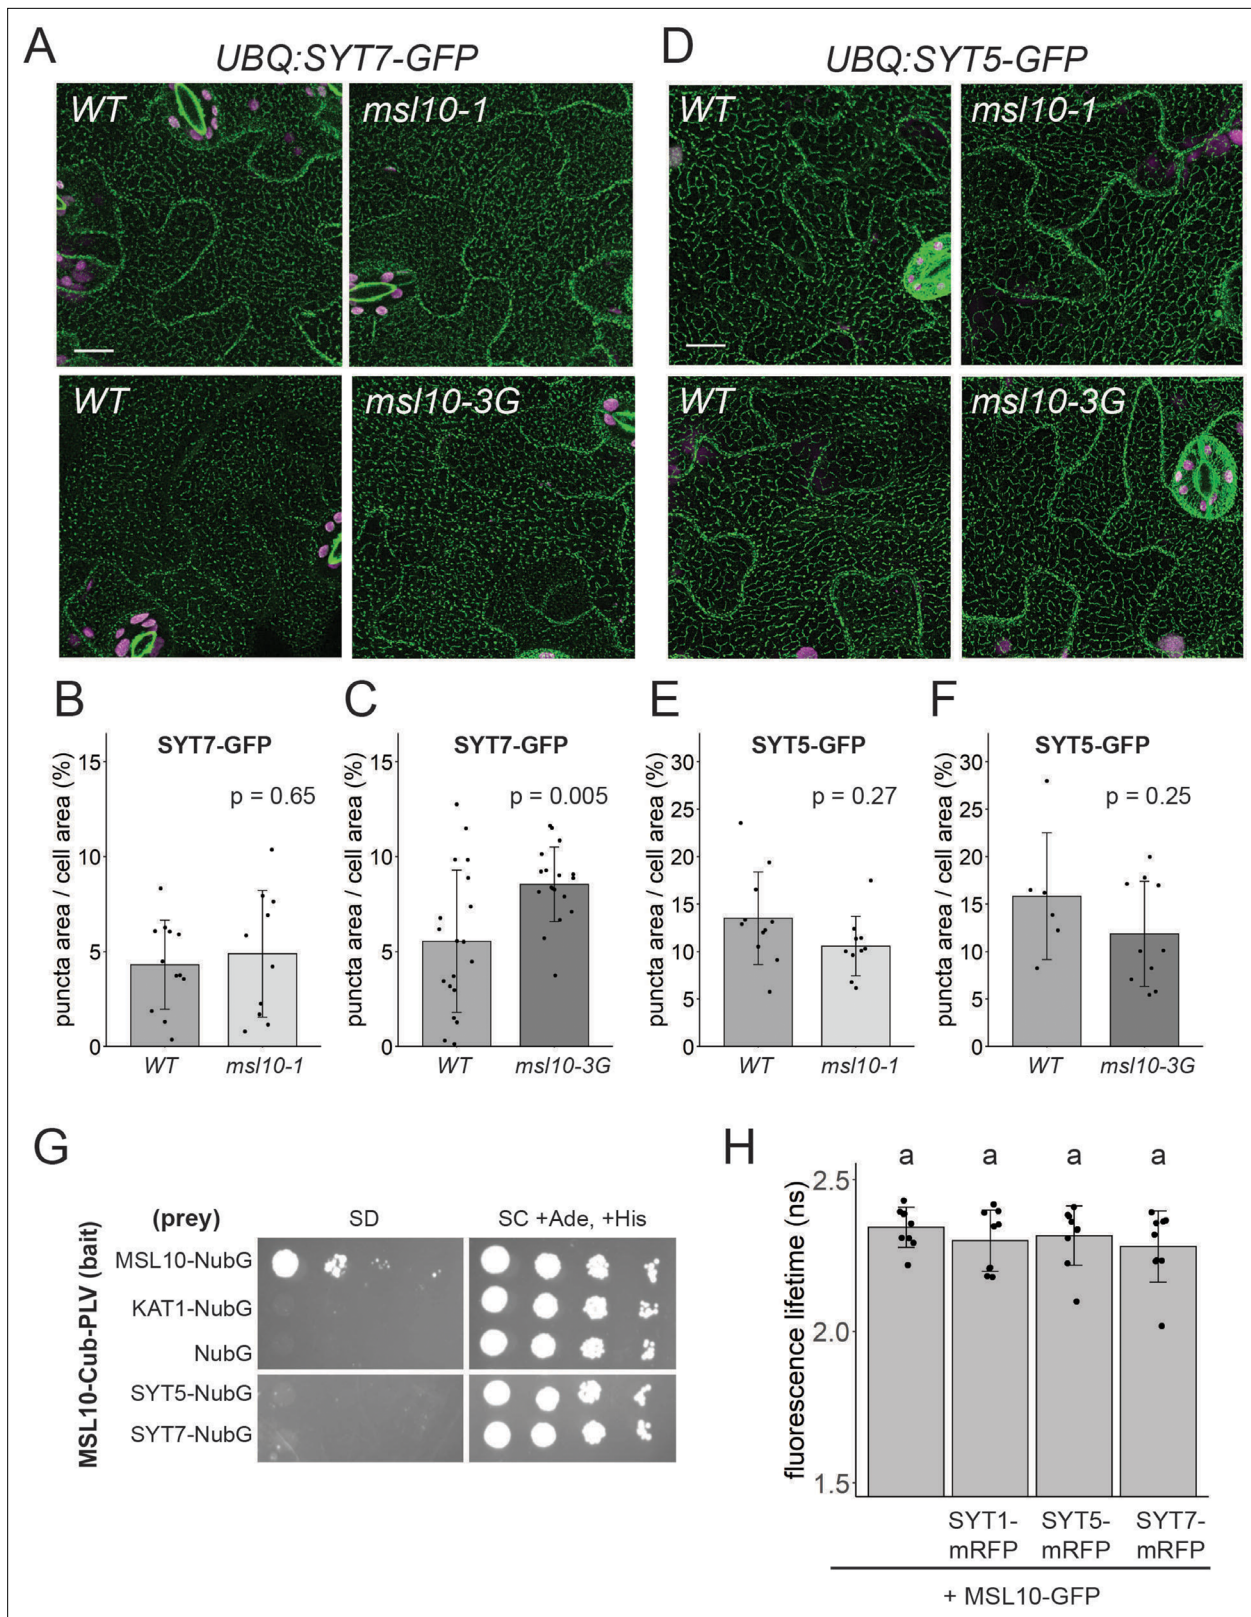 A
UBQ:SYT7-GFP
WT
msl10-1
WT
msl10-3G
D
UBQ:SYT5-GFP
WT
msl10-1
WT
msl10-3G
B
SYT7-GFP
p = 0.65
puncta area / cell area (%)
15
10
5
0
WT
msl10-1
C
SYT7-GFP
p = 0.005
puncta area / cell area (%)
15
10
5
0
WT
msl10-3G
E
SYT5-GFP
p = 0.27
puncta area / cell area (%)
30
25
20
15
10
5
0
WT
msl10-1
F
SYT5-GFP
p = 0.25
puncta area / cell area (%)
30
25
20
15
10
5
0
WT
msl10-3G
G
(prey)
SD
SC +Ade, +His
MSL10-Cub-PLV (bait)
MSL10-NubG
KAT1-NubG
NubG
SYT5-NubG
SYT7-NubG
H
a a a a
fluorescence lifetime (ns)
2.5
2.0
1.5
SYT1-
mRFP
SYT5-
mRFP
SYT7-
mRFP
+ MSL10-GFP